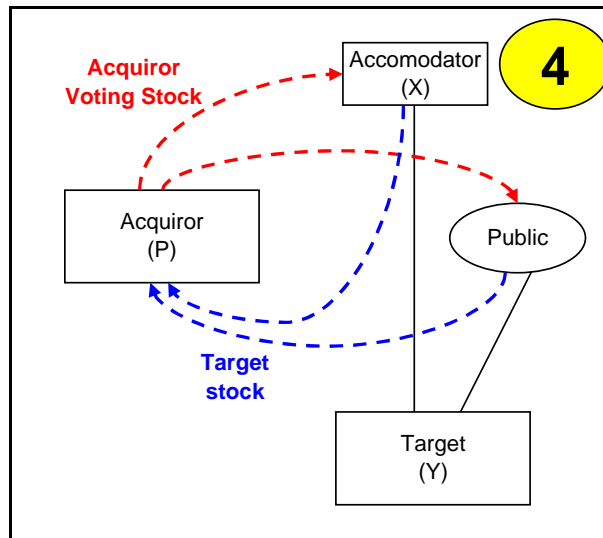 Acquiror
Voting Stock
Accomodator
(X)
4
Acquiror
(P)
Public
Target
stock
Target
(Y)